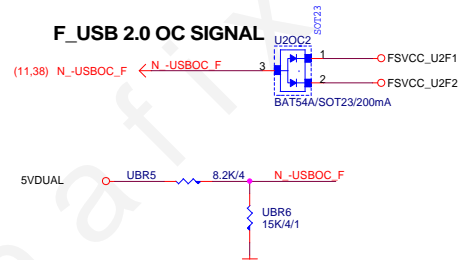 SOT23
F_USB 2.0 OC SIGNAL
U2OC2
(11,38) N_-USBOC_F
N_-USBOC_F
3
1
FSVCC_U2F1
2
FSVCC_U2F2
BAT54A/SOT23/200mA
5VDUAL
UBR5
8.2K/4
N_-USBOC_F
UBR6
15K/4/1